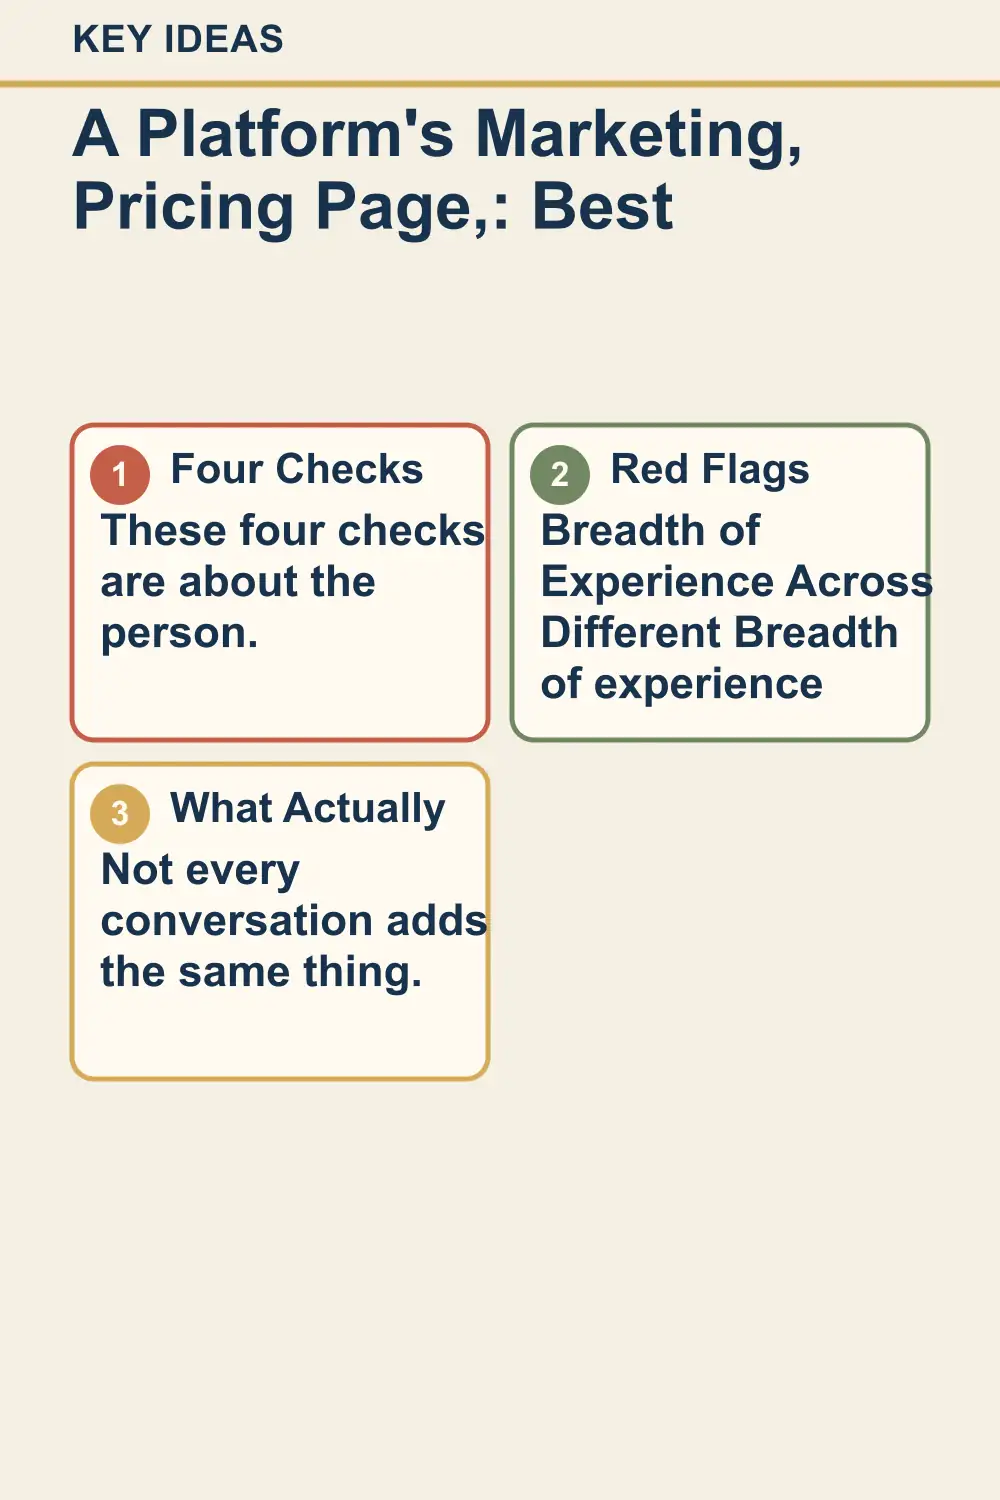 KEY IDEAS
A Platform's Marketing,
Pricing Page,: Best
1 Four Checks
These four checks
are about the
person.
2 Red Flags
Breadth of
Experience Across
Different Breadth
of experience
3 What Actually
Not every
conversation adds
the same thing.